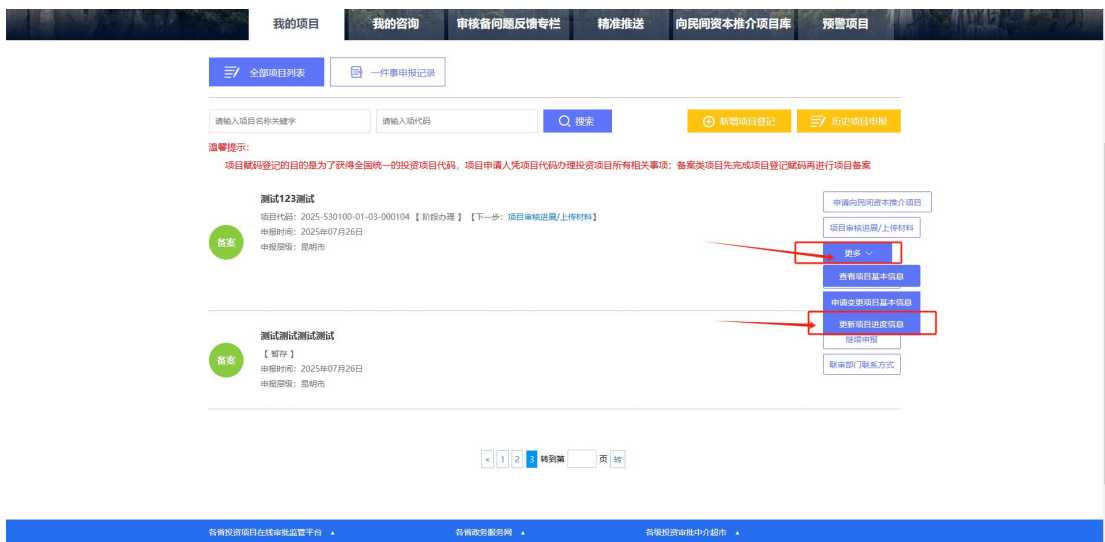 我的项目 我的咨询 审核备问题反馈专栏 精准推送 向民间资本推介项目库 预警项目
全部项目列表 一件事申报记录
请输入项目名称关键字 请输入项代码 搜索 新增项目登记 历史项目申报
温馨提示:
项目赋码登记的目的是为了获得全国统一的投资项目代码，项目申请人凭项目代码办理投资项目所有相关事项；备案类项目先完成项目登记赋码再进行项目备案
测试123测试
申请向民间资本推介项目
项目代码：2025-530100-01-03-000104 【 阶段办理 】 【下一步：项目审核进展/上传材料】
项目审核进展/上传材料
申报时间：2025年07月26日
备案
申报层级：昆明市
更多
查看项目基本信息
申请变更项目基本信息
更新项目进度信息
测试测试测试测试
继续申报
【 暂存 】
备案
申报时间：2025年07月26日
联审部门联系方式
申报层级：昆明市
< 1 2 3 转到第 页 转
各省投资项目在线审批监管平台 ▲ 各省政务服务网 ▲ 各级投资审批中介超市 ▲